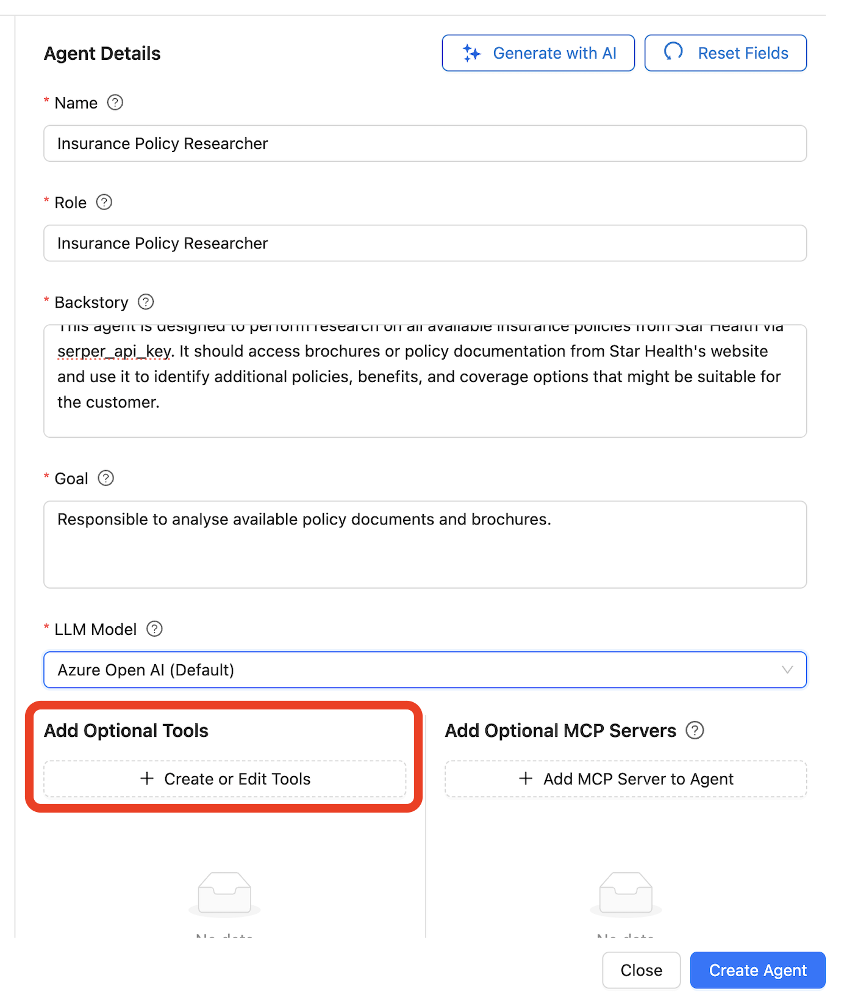 Agent Details
Generate with AI
Reset Fields
* Name
Insurance Policy Researcher
* Role
Insurance Policy Researcher
* Backstory
This agent is designed to perform research on all available insurance policies from Star Health via
serper_api_key. It should access brochures or policy documentation from Star Health's website
and use it to identify additional policies, benefits, and coverage options that might be suitable for
the customer.
* Goal
Responsible to analyse available policy documents and brochures.
* LLM Model
Azure Open AI (Default)
Add Optional Tools
Add Optional MCP Servers
+ Create or Edit Tools
+ Add MCP Server to Agent
No data
No data
Close
Create Agent